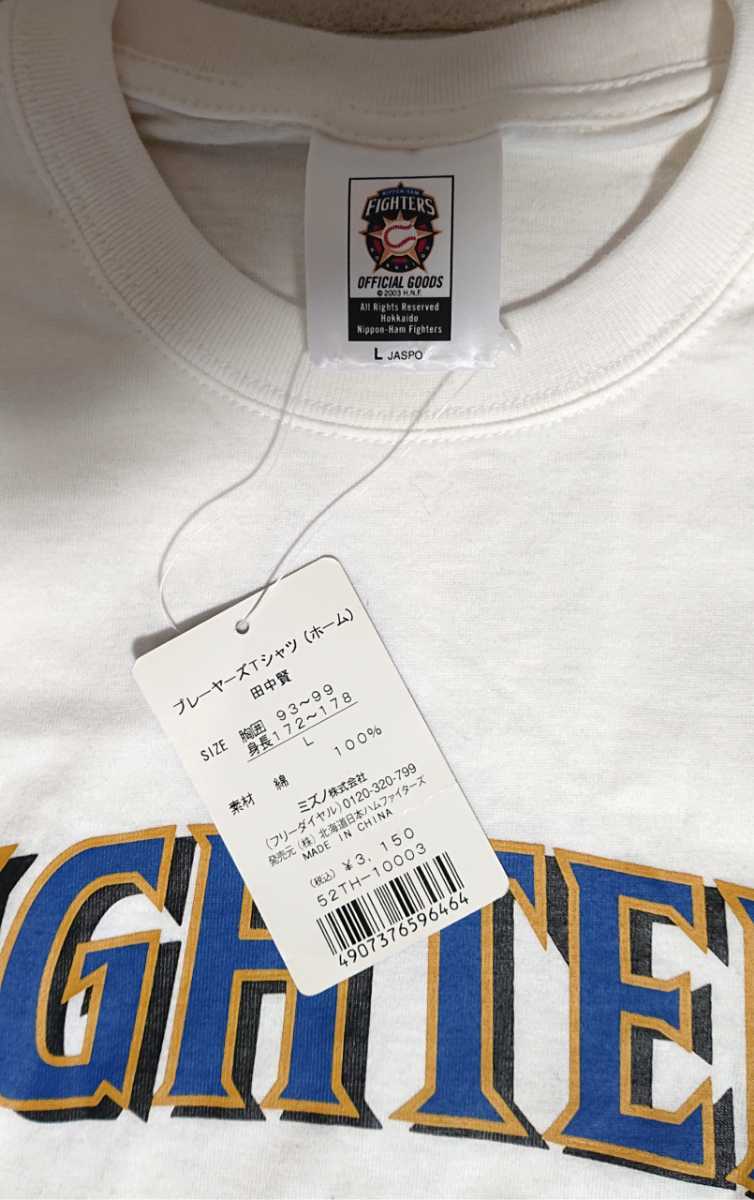 NIPPON-HAM
FIGHTERS
OFFICIAL GOODS
© 2003 H.N.F.
All Rights Reserved
Hokkaido
Nippon-Ham Fighters
L JASPO
プレーヤーズTシャツ(ホーム)
田中賢
SIZE 胸囲 93~99
身長172~178
L
素材 綿 100%
ミズノ株式会社
(フリーダイヤル)0120-320-799
発売元(株)北海道日本ハムファイターズ
MADE IN CHINA
(税込)¥3,150
52TH-10003
4907376596464
GHTE